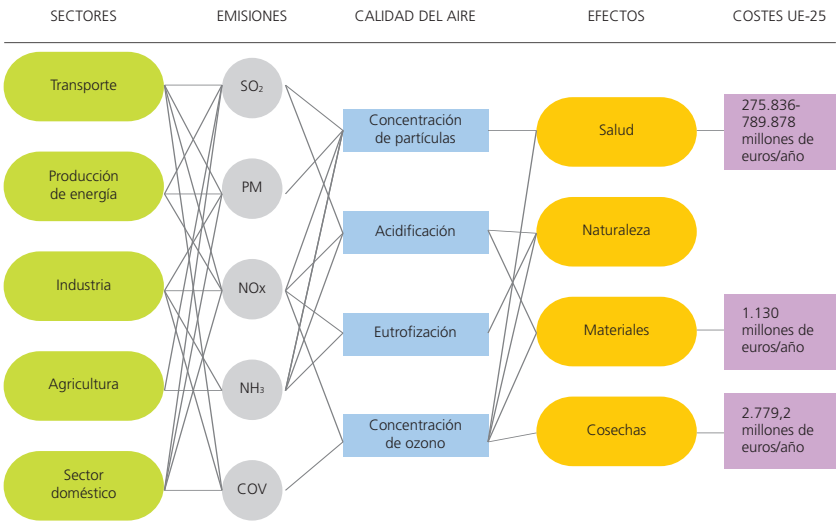 SECTORES
EMISIONES
CALIDAD DEL AIRE
EFECTOS
COSTES UE-25
Transporte
Producción
de energía
Industria
Agricultura
Sector
doméstico
SO₂
PM
NOx
NH₃
COV
Concentración
de partículas
Acidificación
Eutrofización
Concentración
de ozono
Salud
Naturaleza
Materiales
Cosechas
275.836-
789.878
millones de
euros/año
1.130
millones de
euros/año
2.779,2
millones de
euros/año